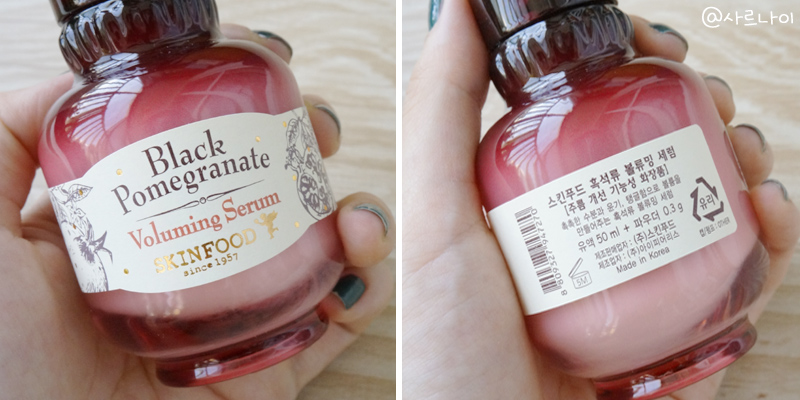 Black
Pomegranate
Voluming Serum
SKINFOOD
since 1957
@사르나이
스킨푸드 흑석류 볼류밍 세럼
[주름 개선 기능성 화장품]
촉촉한 수분과 윤기, 탱글함으로 볼륨을
만들어주는 흑석류 볼류밍 세럼
유액 50 ml + 파우더 0.3 g
제조판매업자 : (주)스킨푸드
제조업자 : (주)아이피어리스
Made in Korea
유리
캡/펌프 : OTHER